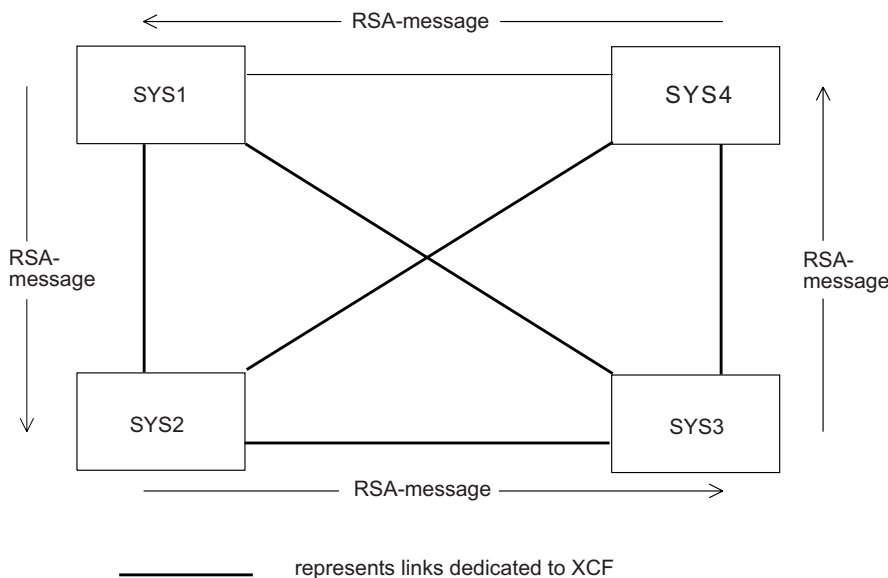 RSA-message
SYS1
SYS4
RSA-
message
RSA-
message
SYS2
SYS3
RSA-message
represents links dedicated to XCF